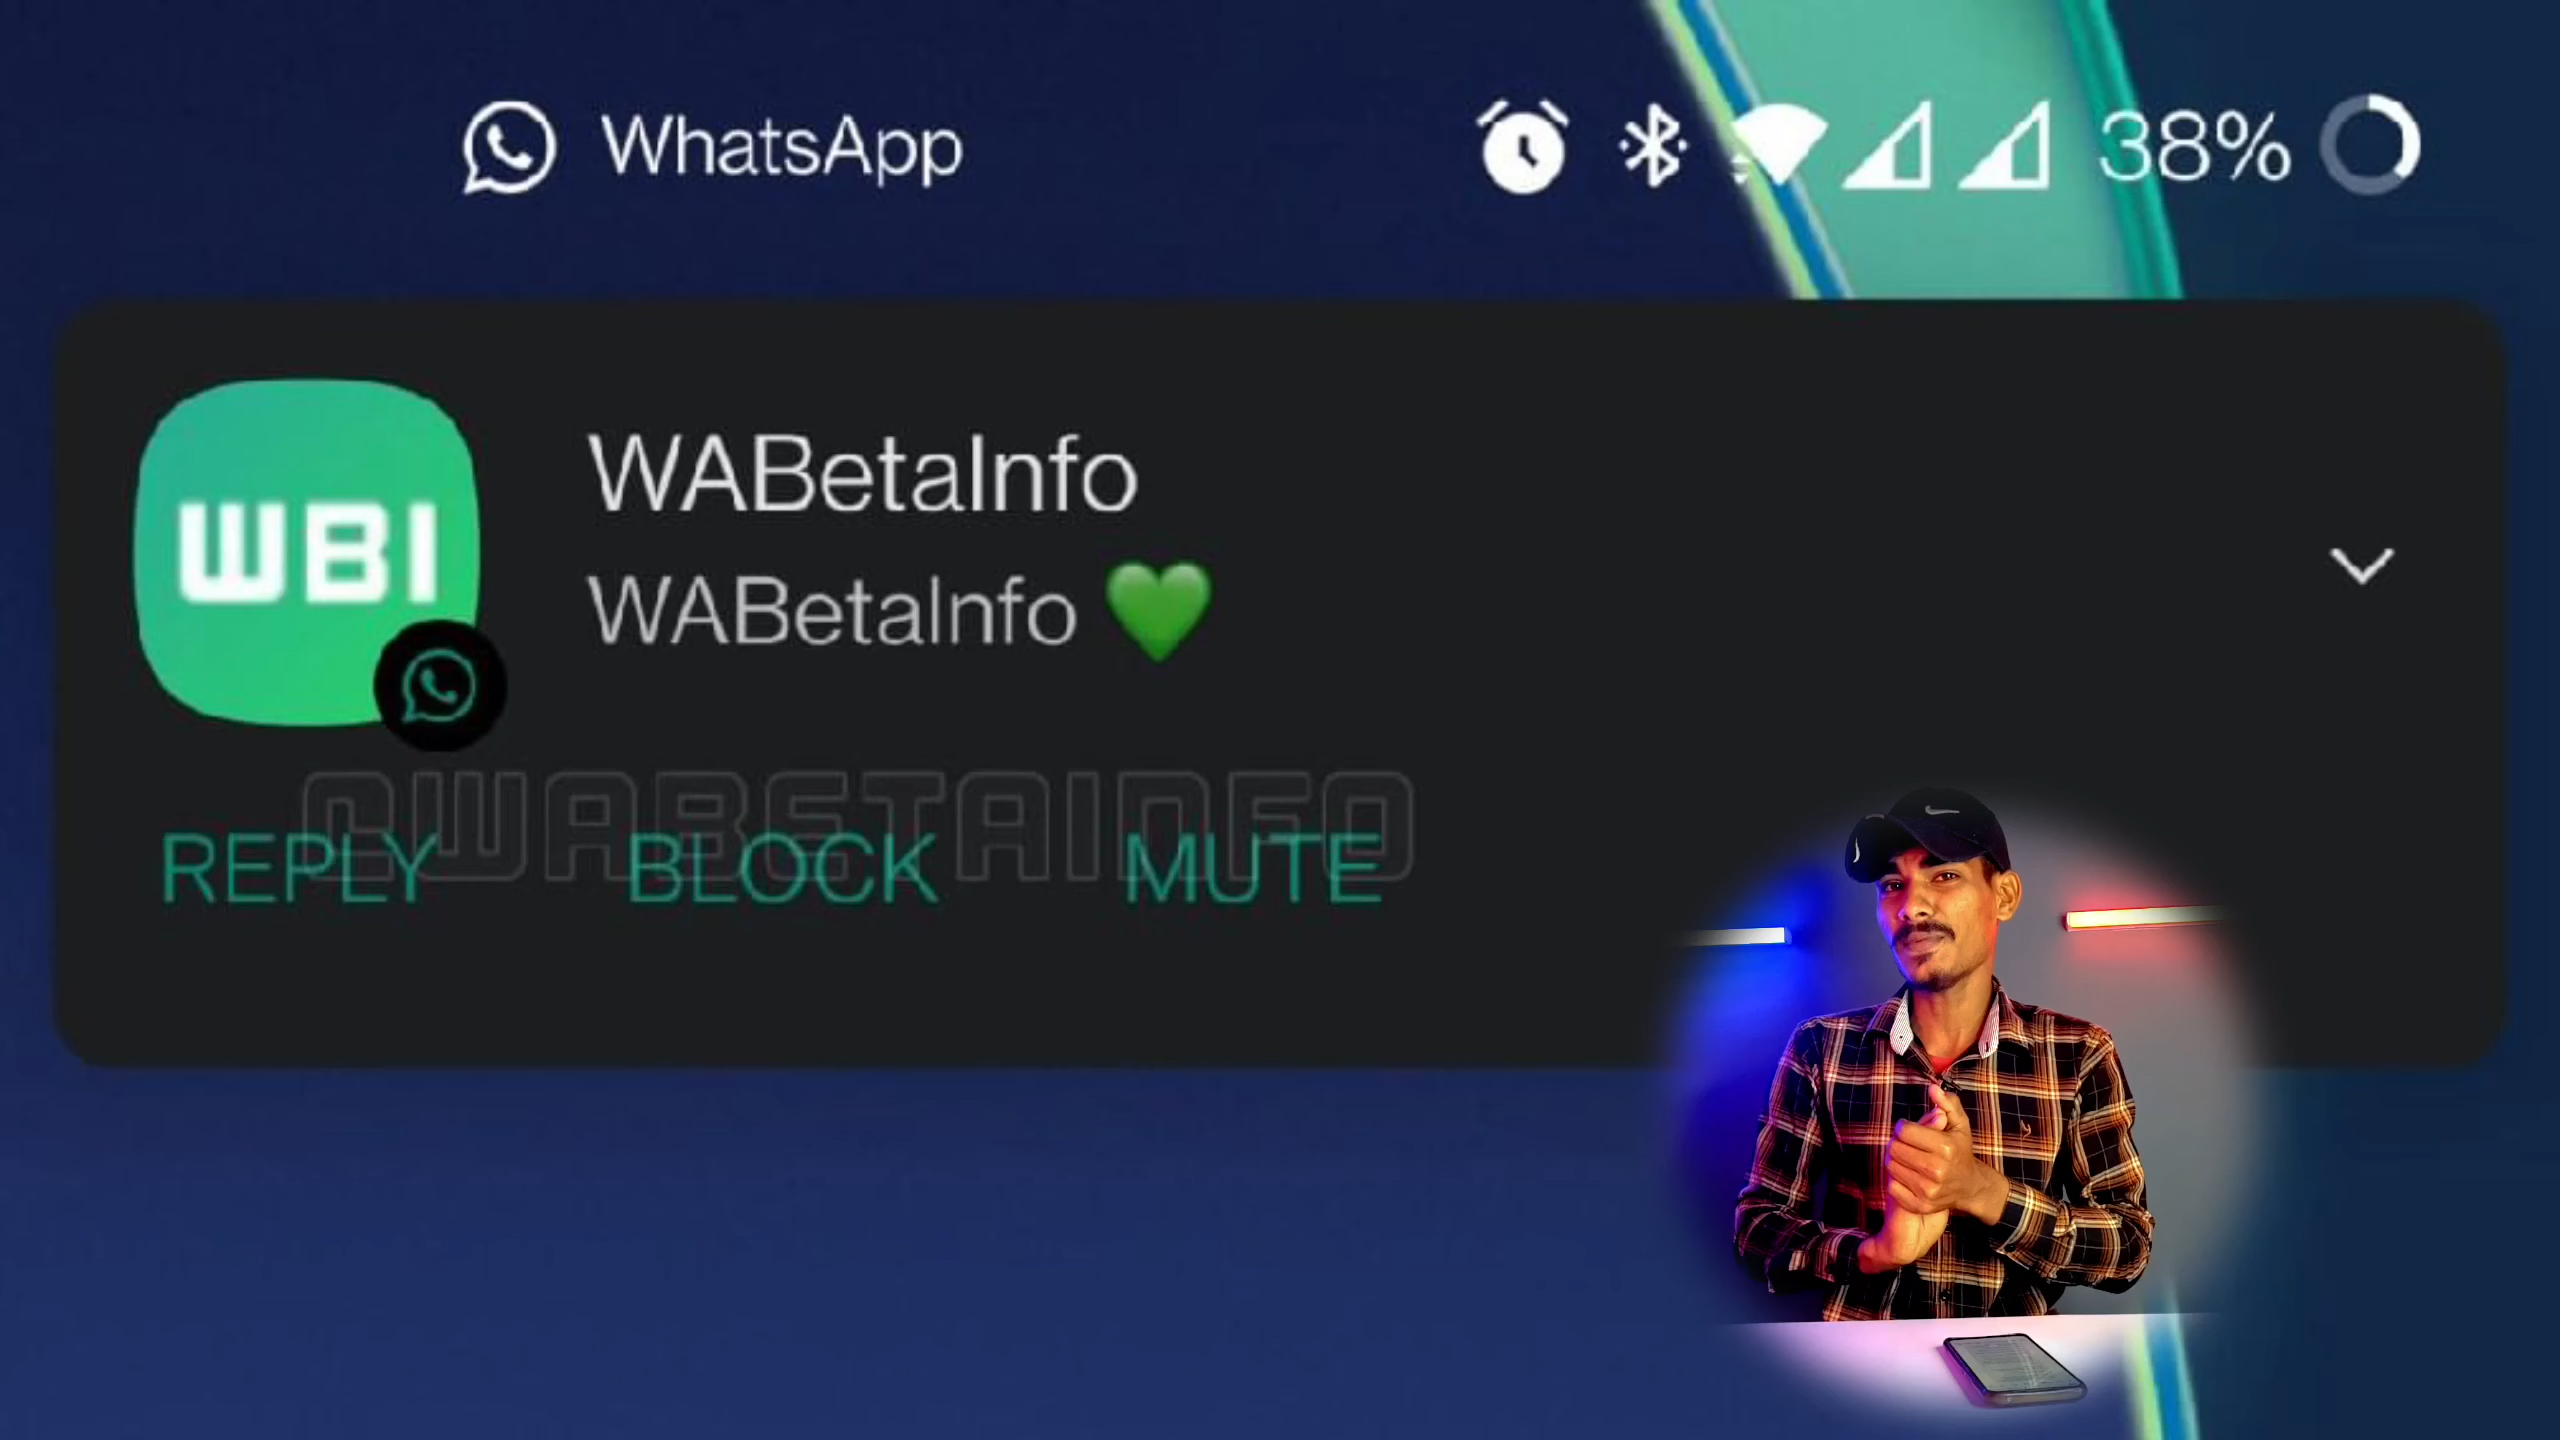 WhatsApp 38%
WBI
WABetaInfo
WABetaInfo 💚
@WABETAINFO
REPLY BLOCK MUTE